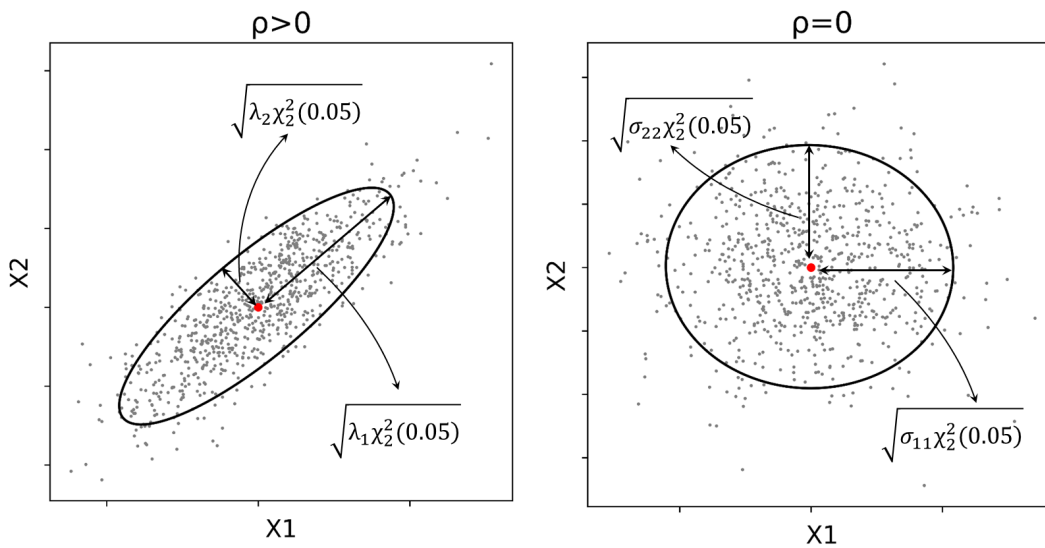 ρ>0
√λ₂χ₂²(0.05)
X2
√λ₁χ₂²(0.05)
X1
ρ=0
√σ₂₂χ₂²(0.05)
X2
√σ₁₁χ₂²(0.05)
X1